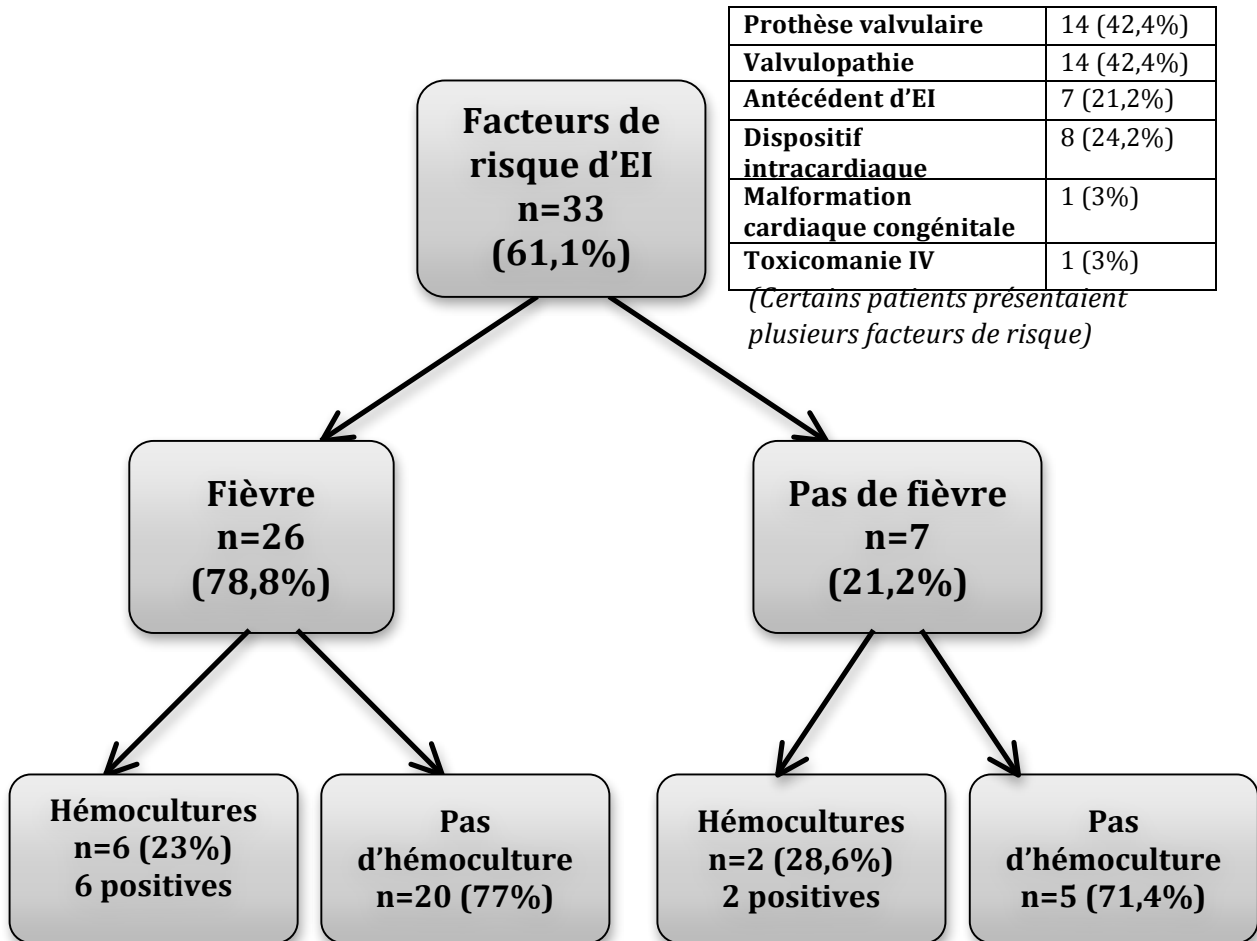 Prothèse valvulaire 14 (42,4%)
Valvulopathie 14 (42,4%)
Antécédent d'EI 7 (21,2%)
Dispositif 8 (24,2%)
intracardiaque
Malformation 1 (3%)
cardiaque congénitale
Toxicomanie IV 1 (3%)
(Certains patients présentaient
plusieurs facteurs de risque)
Facteurs de
risque d’EI
n=33
(61,1%)
Fièvre
n=26
(78,8%)
Pas de fièvre
n=7
(21,2%)
Hémocultures
n=6 (23%)
6 positives
Pas
d’hémoculture
n=20 (77%)
Hémocultures
n=2 (28,6%)
2 positives
Pas
d’hémoculture
n=5 (71,4%)